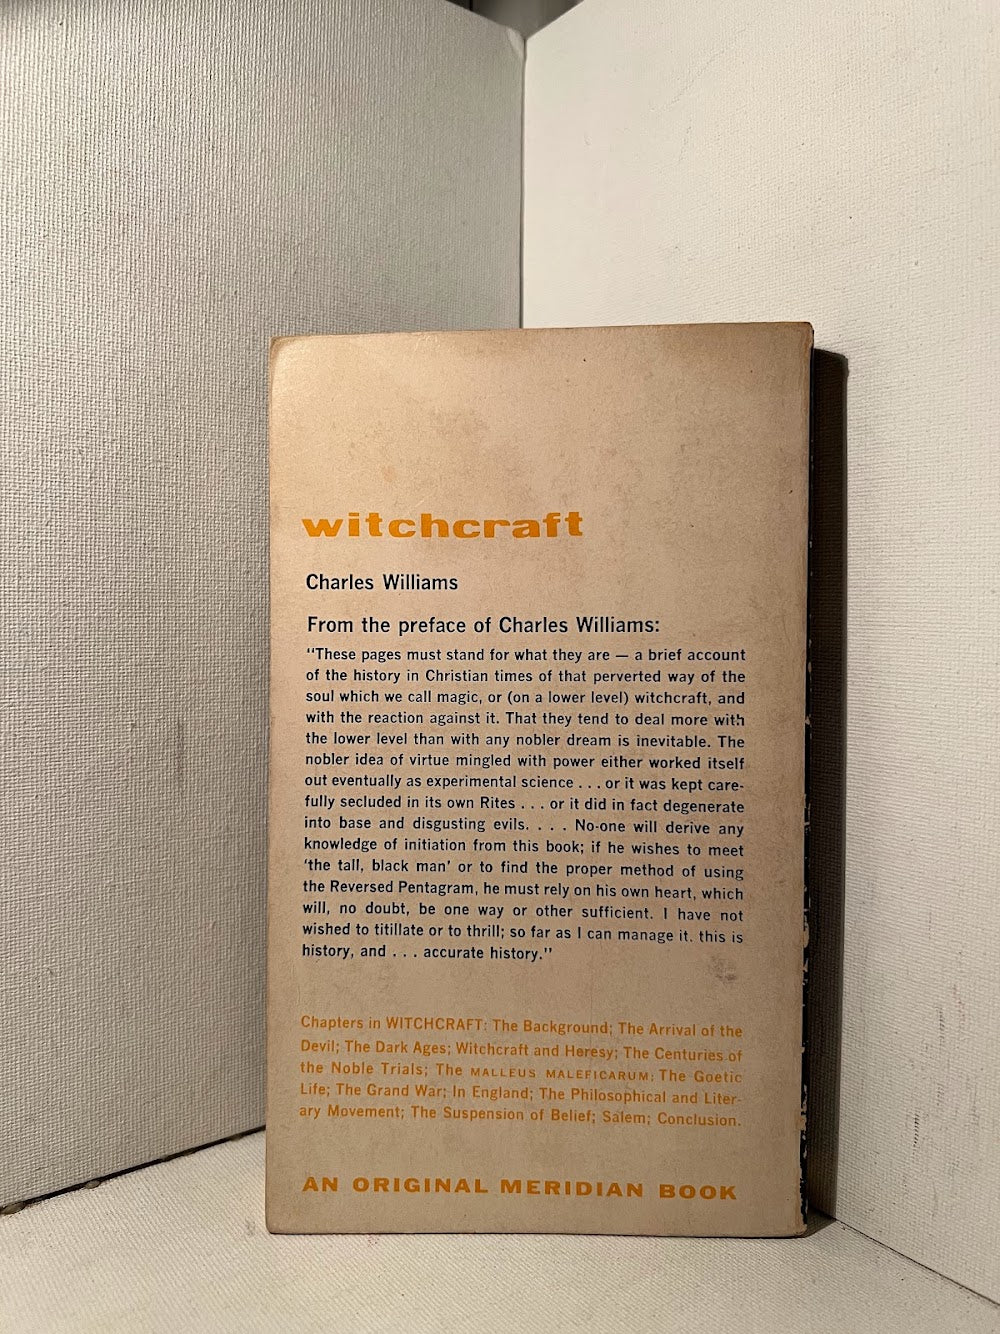 witchcraft
Charles Williams
From the preface of Charles Williams:
"These pages must stand for what they are — a brief account
of the history in Christian times of that perverted way of the
soul which we call magic, or (on a lower level) witchcraft, and
with the reaction against it. That they tend to deal more with
the lower level than with any nobler dream is inevitable. The
nobler idea of virtue mingled with power either worked itself
out eventually as experimental science . . . or it was kept care-
fully secluded in its own Rites . . . or it did in fact degenerate
into base and disgusting evils. . . . No-one will derive any
knowledge of initiation from this book; if he wishes to meet
'the tall, black man' or to find the proper method of using
the Reversed Pentagram, he must rely on his own heart, which
will, no doubt, be one way or other sufficient. I have not
wished to titillate or to thrill; so far as I can manage it, this is
history, and . . . accurate history."
Chapters in WITCHCRAFT: The Background; The Arrival of the
Devil; The Dark Ages; Witchcraft and Heresy; The Centuries of
the Noble Trials; The MALLEUS MALEFICARUM; The Goetic
Life; The Grand War; In England; The Philosophical and Liter-
ary Movement; The Suspension of Belief; Salem; Conclusion.
AN ORIGINAL MERIDIAN BOOK